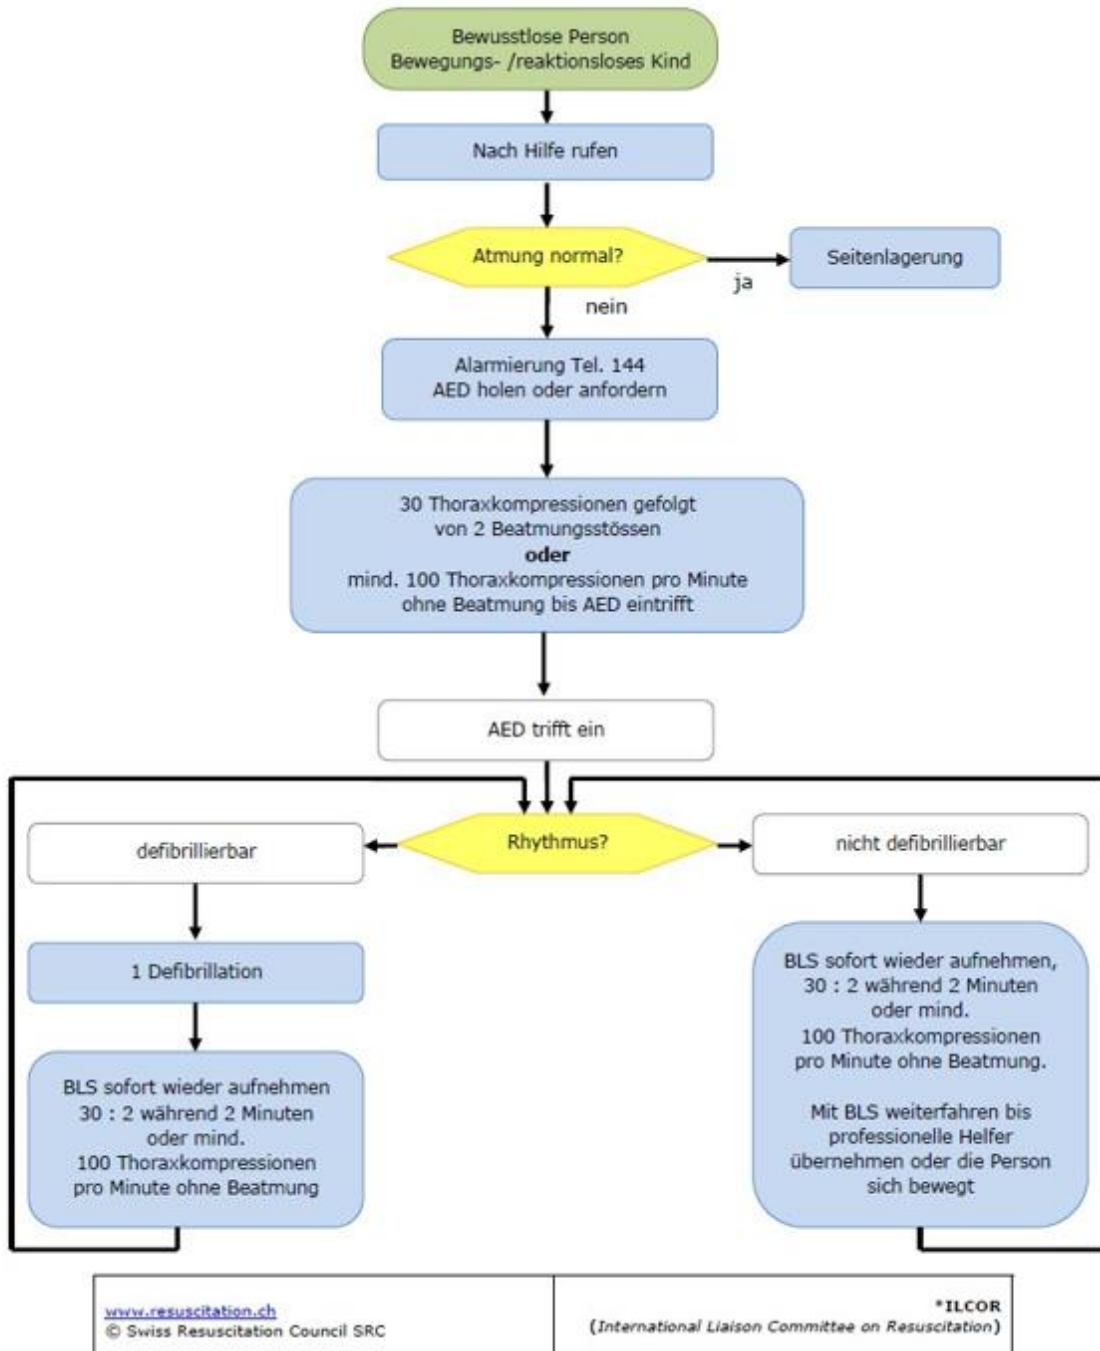 Bewusstlose Person
Bewegungs- /reaktionsloses Kind
Nach Hilfe rufen
Atmung normal?
ja
Seitenlagerung
nein
Alarmierung Tel. 144
AED holen oder anfordern
30 Thoraxkompressionen gefolgt
von 2 Beatmungsstössen
oder
mind. 100 Thoraxkompressionen pro Minute
ohne Beatmung bis AED eintrifft
AED trifft ein
Rhythmus?
defibrillierbar
1 Defibrillation
BLS sofort wieder aufnehmen
30 : 2 während 2 Minuten
oder mind.
100 Thoraxkompressionen
pro Minute ohne Beatmung
nicht defibrillierbar
BLS sofort wieder aufnehmen,
30 : 2 während 2 Minuten
oder mind.
100 Thoraxkompressionen
pro Minute ohne Beatmung.
Mit BLS weiterfahren bis
professionelle Helfer
übernehmen oder die Person
sich bewegt
www.resuscitation.ch
© Swiss Resuscitation Council SRC
*ILCOR
(International Liaison Committee on Resuscitation)